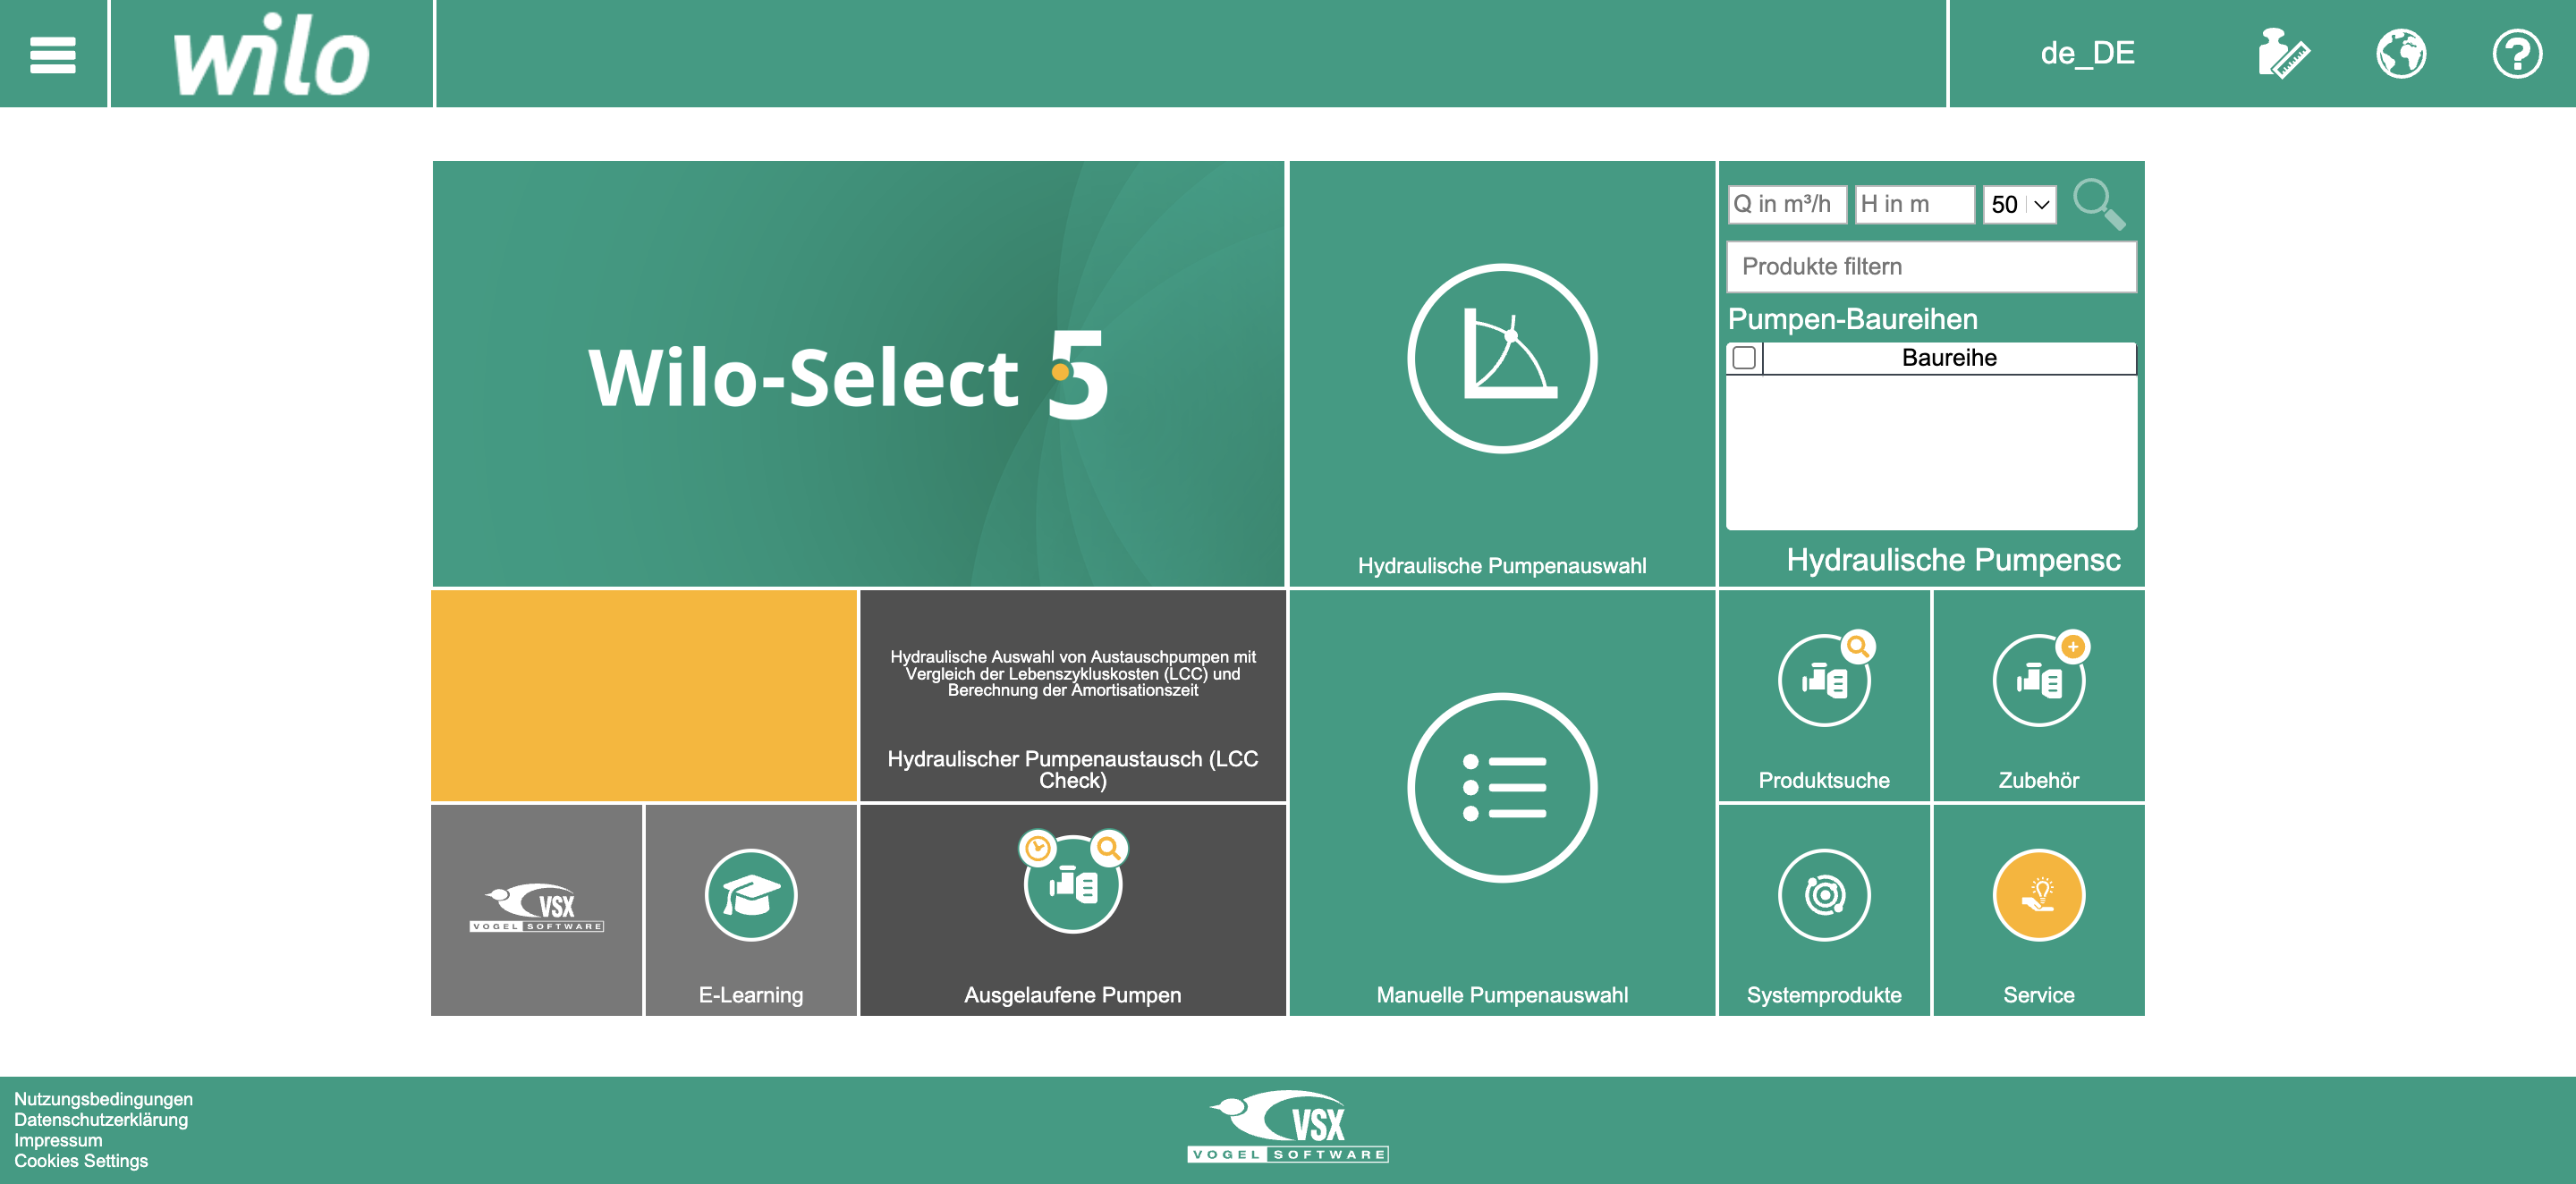 wilo
de_DE
Q in m³/h
H in m
50
Produkte filtern
Pumpen-Baureihen
Baureihe
Hydraulische Pumpensc
Wilo-Select 5
Hydraulische Pumpenauswahl
Hydraulische Auswahl von Austauschpumpen mit
Vergleich der Lebenszykluskosten (LCC) und
Berechnung der Amortisationszeit
Hydraulischer Pumpenaustausch (LCC
Check)
Produktsuche
Zubehör
VSX
VOGEL SOFTWARE
E-Learning
Ausgelaufene Pumpen
Manuelle Pumpenauswahl
Systemprodukte
Service
Nutzungsbedingungen
Datenschutzerklärung
Impressum
Cookies Settings
VSX
VOGEL SOFTWARE